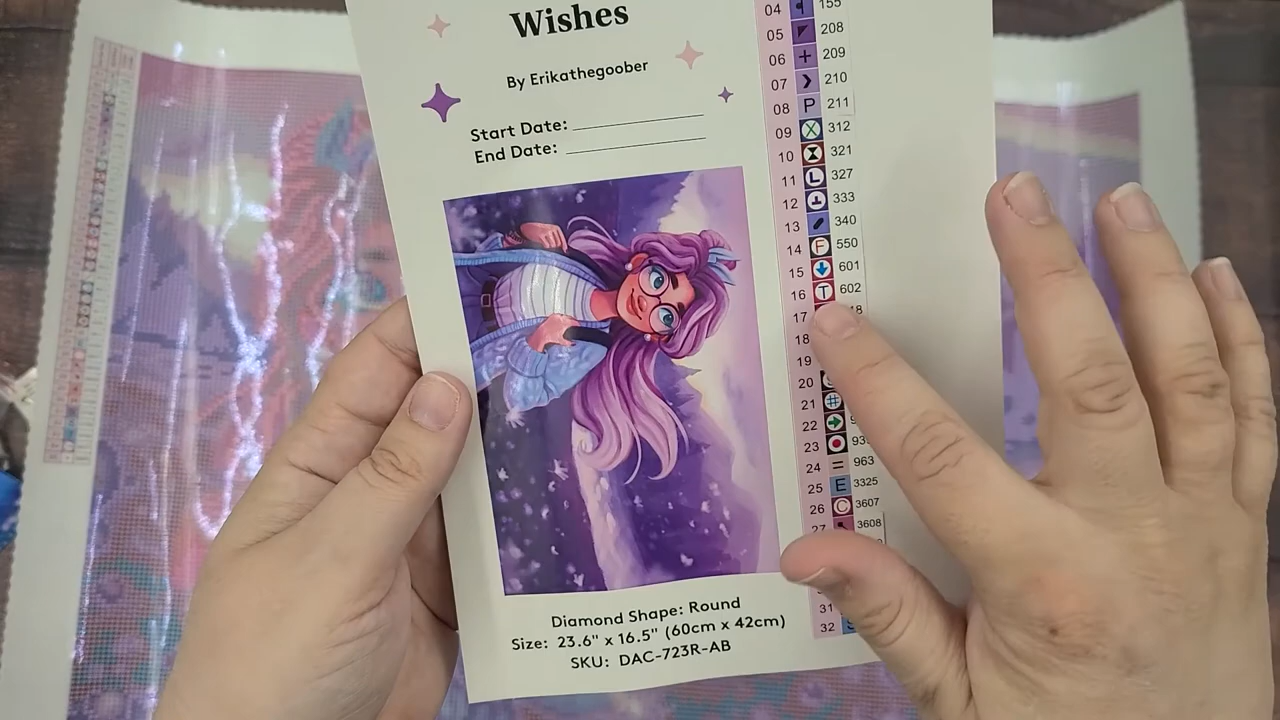 Wishes
By Erikathegoober
Start Date:
End Date:
Diamond Shape: Round
Size: 23.6" x 16.5" (60cm x 42cm)
SKU: DAC-723R-AB
04 155
05 208
06 + 209
07 210
08 P 211
09 X 312
10 321
11 L 327
12 333
13 340
14 F 550
15 601
16 T 602
17
18
19
20
21
22
23
24 = 963
25 E 3325
26 C 3607
27 3608
31
32